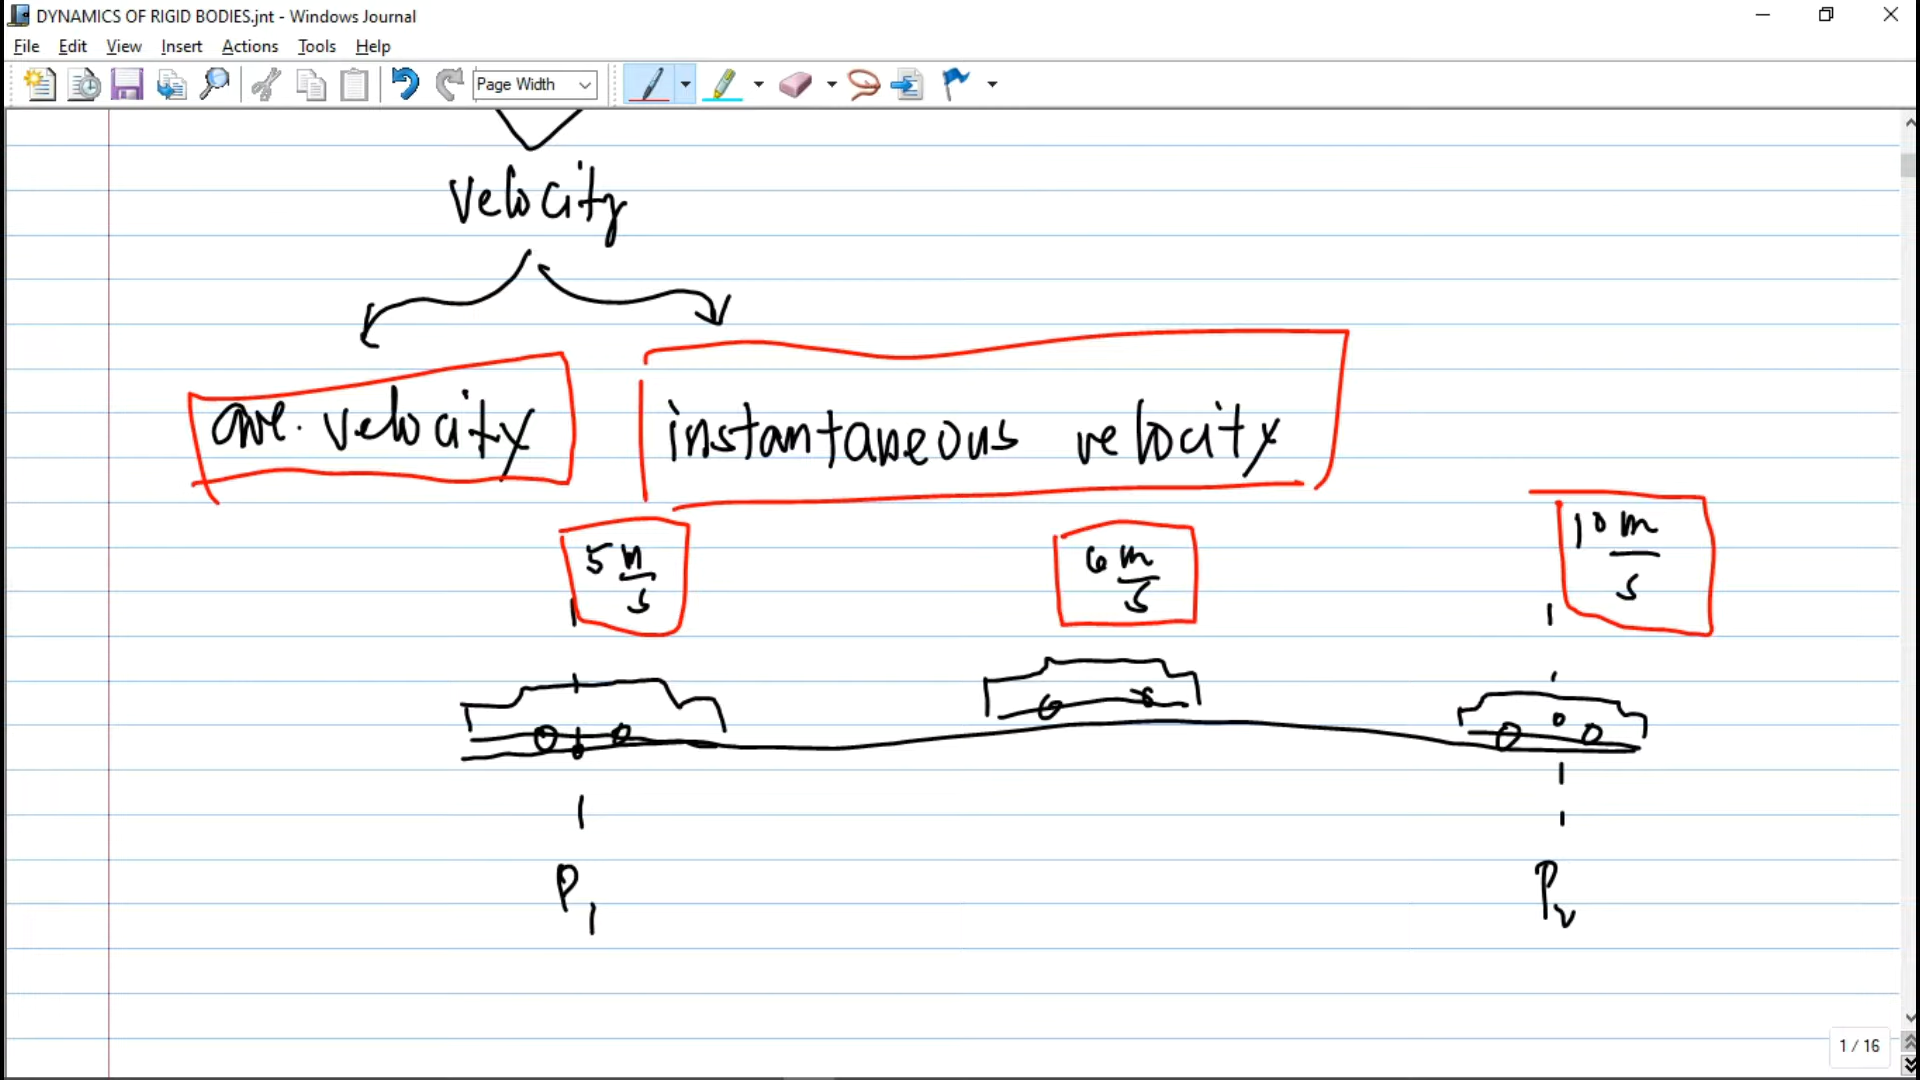 DYNAMICS OF RIGID BODIES.jnt - Windows Journal
File Edit View Insert Actions Tools Help
Page Width
Velocity
ave. velocity
instantaneous velocity
5 m/s
6 m/s
10 m/s
P1
P2
1 / 16